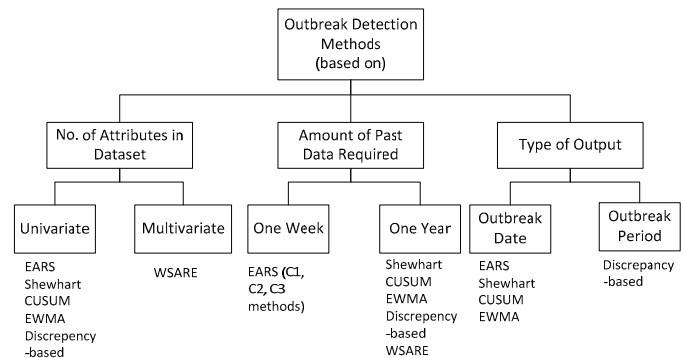 Outbreak Detection
Methods
(based on)
No. of Attributes in
Dataset
Amount of Past
Data Required
Type of Output
Univariate
Multivariate
One Week
One Year
Outbreak
Date
Outbreak
Period
EARS
Shewhart
CUSUM
EWMA
Discrepency
-based
WSARE
EARS (C1,
C2, C3
methods)
Shewhart
CUSUM
EWMA
Discrepency
-based
WSARE
EARS
Shewhart
CUSUM
EWMA
Discrepancy
-based